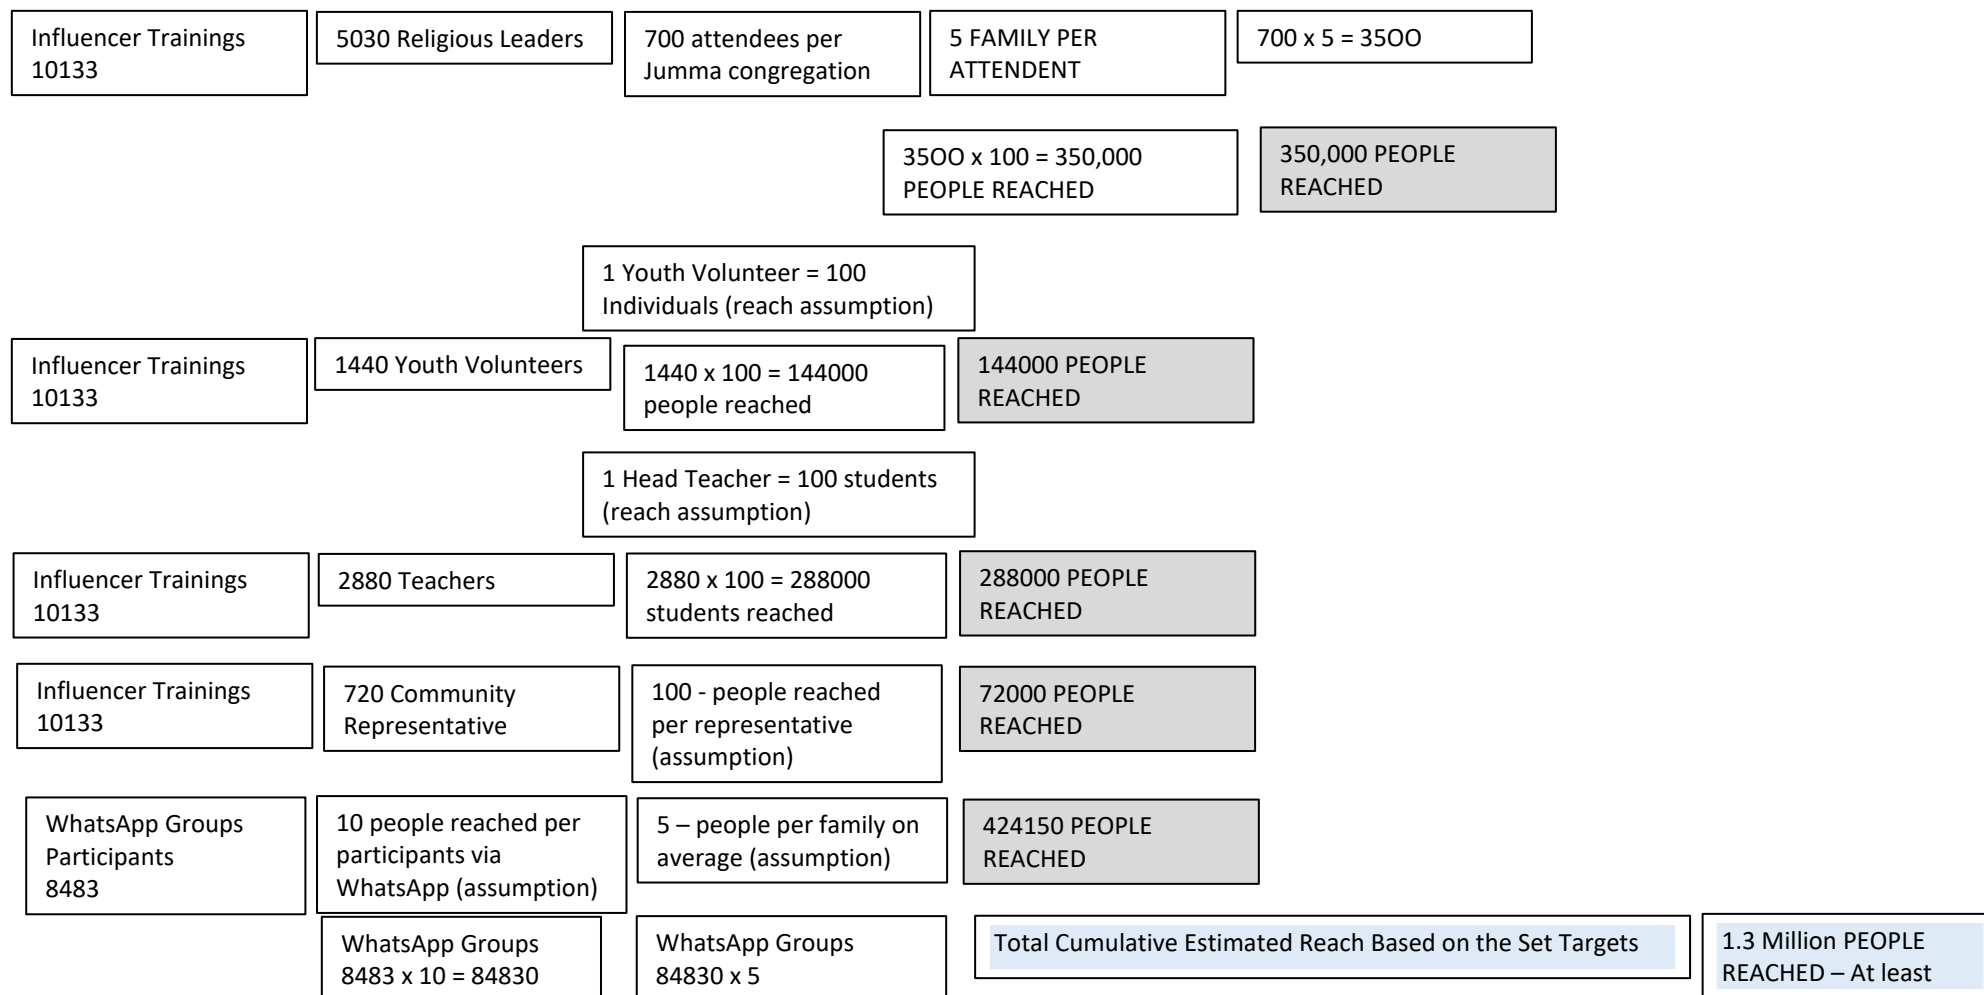 Influencer Trainings
10133
5030 Religious Leaders
700 attendees per
Jumma congregation
5 FAMILY PER
ATTENDENT
700 x 5 = 35OO
35OO x 100 = 350,000
PEOPLE REACHED
350,000 PEOPLE
REACHED
1 Youth Volunteer = 100
Individuals (reach assumption)
Influencer Trainings
10133
1440 Youth Volunteers
1440 x 100 = 144000
people reached
144000 PEOPLE
REACHED
1 Head Teacher = 100 students
(reach assumption)
Influencer Trainings
10133
2880 Teachers
2880 x 100 = 288000
students reached
288000 PEOPLE
REACHED
Influencer Trainings
10133
720 Community
Representative
100 - people reached
per representative
(assumption)
72000 PEOPLE
REACHED
WhatsApp Groups
Participants
8483
10 people reached per
participants via
WhatsApp (assumption)
5 – people per family on
average (assumption)
424150 PEOPLE
REACHED
WhatsApp Groups
8483 x 10 = 84830
WhatsApp Groups
84830 x 5
Total Cumulative Estimated Reach Based on the Set Targets
1.3 Million PEOPLE
REACHED – At least